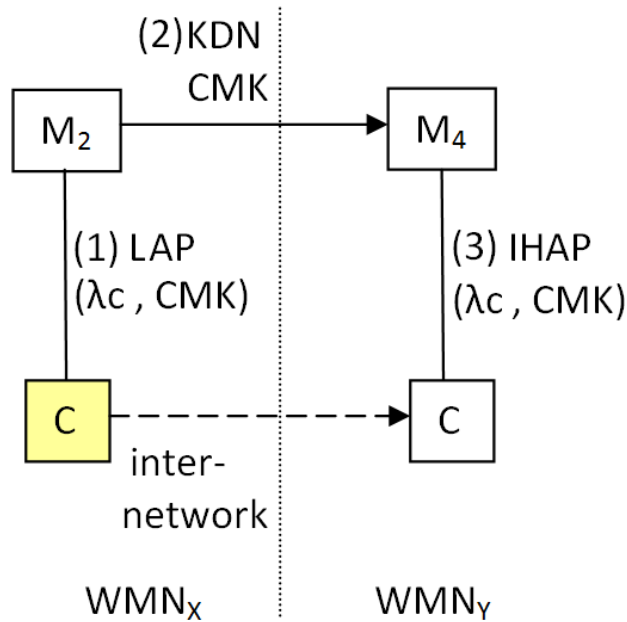 (2) KDN
CMK
M₂
M₄
(1) LAP
(λc , CMK)
(3) IHAP
(λc , CMK)
C
C
inter-
network
WMNₓ
WMNY